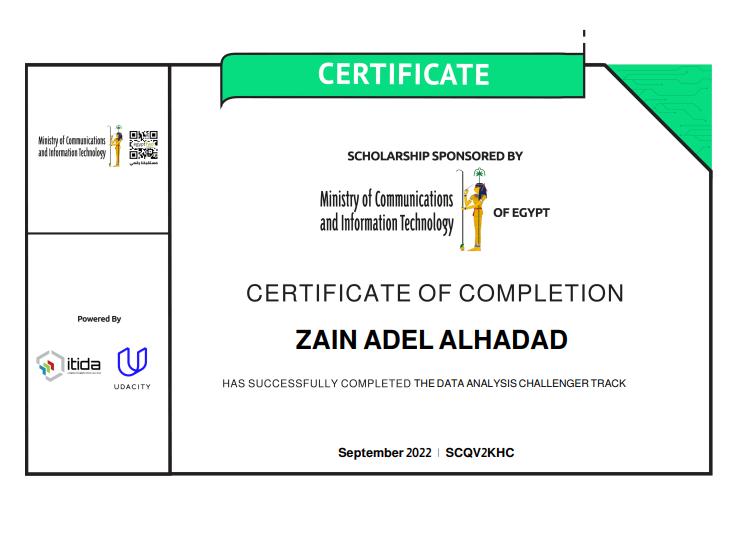 CERTIFICATE
Ministry of Communications
and Information Technology
مستقبلنا رقمي
SCHOLARSHIP SPONSORED BY
Ministry of Communications
and Information Technology
OF EGYPT
CERTIFICATE OF COMPLETION
ZAIN ADEL ALHADAD
HAS SUCCESSFULLY COMPLETED THE DATA ANALYSIS CHALLENGER TRACK
Powered By
itida
UDACITY
September 2022 | SCQV2KHC